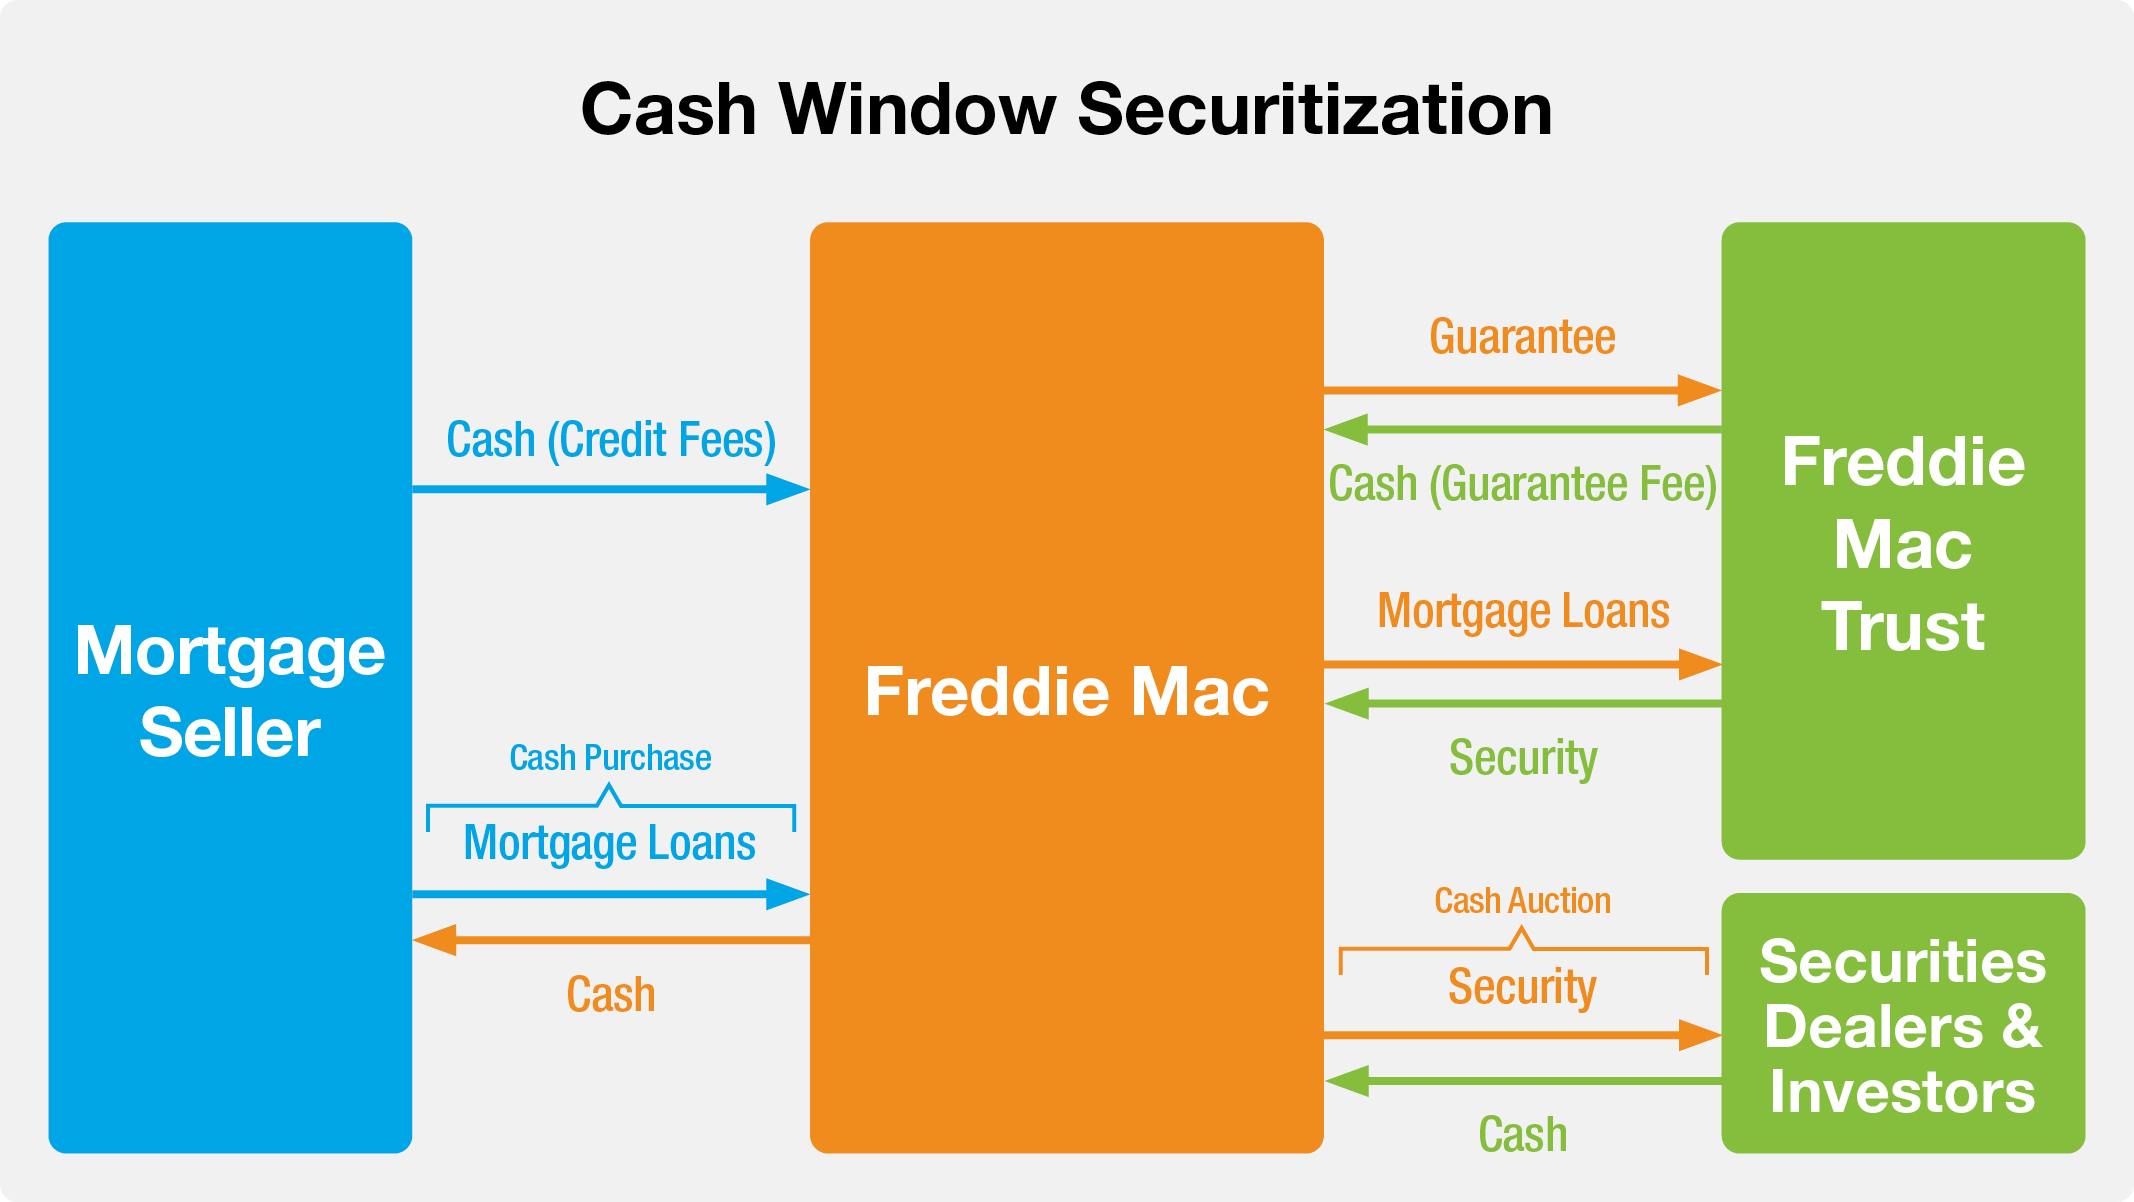 Cash Window Securitization
Mortgage
Seller
Cash (Credit Fees)
Cash Purchase
Mortgage Loans
Cash
Freddie Mac
Guarantee
Cash (Guarantee Fee)
Mortgage Loans
Security
Cash Auction
Security
Cash
Freddie
Mac
Trust
Securities
Dealers &
Investors